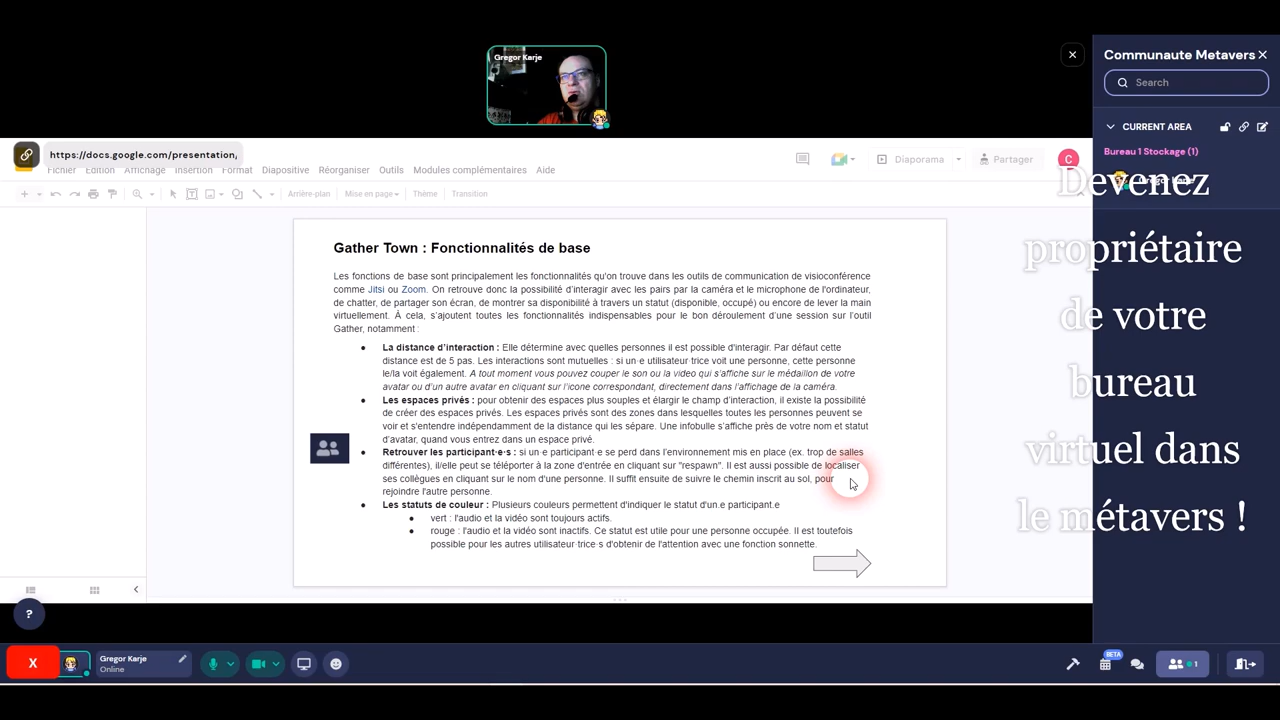 Gregor Karje
Communaute Metavers
Search
CURRENT AREA
Bureau 1 Stockage (1)
Gregor Karje
Devenez
propriétaire
de votre
bureau
virtuel dans
le métavers !
https://docs.google.com/presentation,
Fichier Édition Affichage Insertion Format Diapositive Réorganiser Outils Modules complémentaires Aide
Diaporama Partager C
Arrière-plan Mise en page Thème Transition
Gather Town : Fonctionnalités de base
Les fonctions de base sont principalement les fonctionnalités qu'on trouve dans les outils de communication de visioconférence
comme Jitsi ou Zoom. On retrouve donc la possibilité d'interagir avec les pairs par la caméra et le microphone de l'ordinateur,
de chatter, de partager son écran, de montrer sa disponibilité à travers un statut (disponible, occupé) ou encore de lever la main
virtuellement. À cela, s'ajoutent toutes les fonctionnalités indispensables pour le bon déroulement d'une session sur l'outil
Gather, notamment :
● La distance d'interaction : Elle détermine avec quelles personnes il est possible d'interagir. Par défaut cette
distance est de 5 pas. Les interactions sont mutuelles : si un·e utilisateur·trice voit une personne, cette personne
le/la voit également. A tout moment vous pouvez couper le son ou la video qui s'affiche sur le médaillon de votre
avatar ou d'un autre avatar en cliquant sur l'icone correspondant, directement dans l'affichage de la caméra.
● Les espaces privés : pour obtenir des espaces plus souples et élargir le champ d'interaction, il existe la possibilité
de créer des espaces privés. Les espaces privés sont des zones dans lesquelles toutes les personnes peuvent se
voir et s'entendre indépendamment de la distance qui les sépare. Une infobulle s'affiche près de votre nom et statut
d'avatar, quand vous entrez dans un espace privé.
● Retrouver les participant·e·s : si un·e participant·e se perd dans l'environnement mis en place (ex. trop de salles
différentes), il/elle peut se téléporter à la zone d'entrée en cliquant sur "respawn". Il est aussi possible de localiser
ses collègues en cliquant sur le nom d'une personne. Il suffit ensuite de suivre le chemin inscrit au sol, pour
rejoindre l'autre personne.
● Les statuts de couleur : Plusieurs couleurs permettent d'indiquer le statut d'un.e participant.e
● vert : l'audio et la vidéo sont toujours actifs.
● rouge : l'audio et la vidéo sont inactifs. Ce statut est utile pour une personne occupée. Il est toutefois
possible pour les autres utilisateur·trice·s d'obtenir de l'attention avec une fonction sonnette.
?
X
Gregor Karje
Online
BETA
1